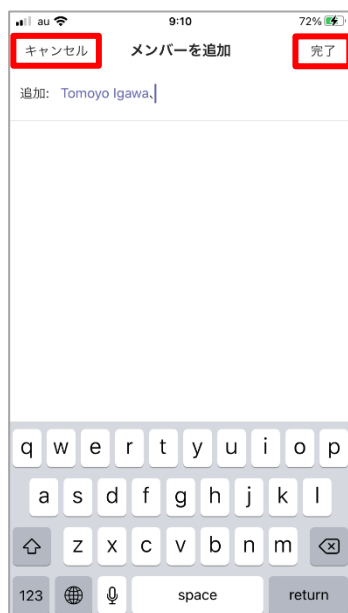 au 9:10 72%
キャンセル メンバーを追加 完了
追加: Tomoyo Igawa、
q w e r t y u i o p
a s d f g h j k l
z x c v b n m
123 space return